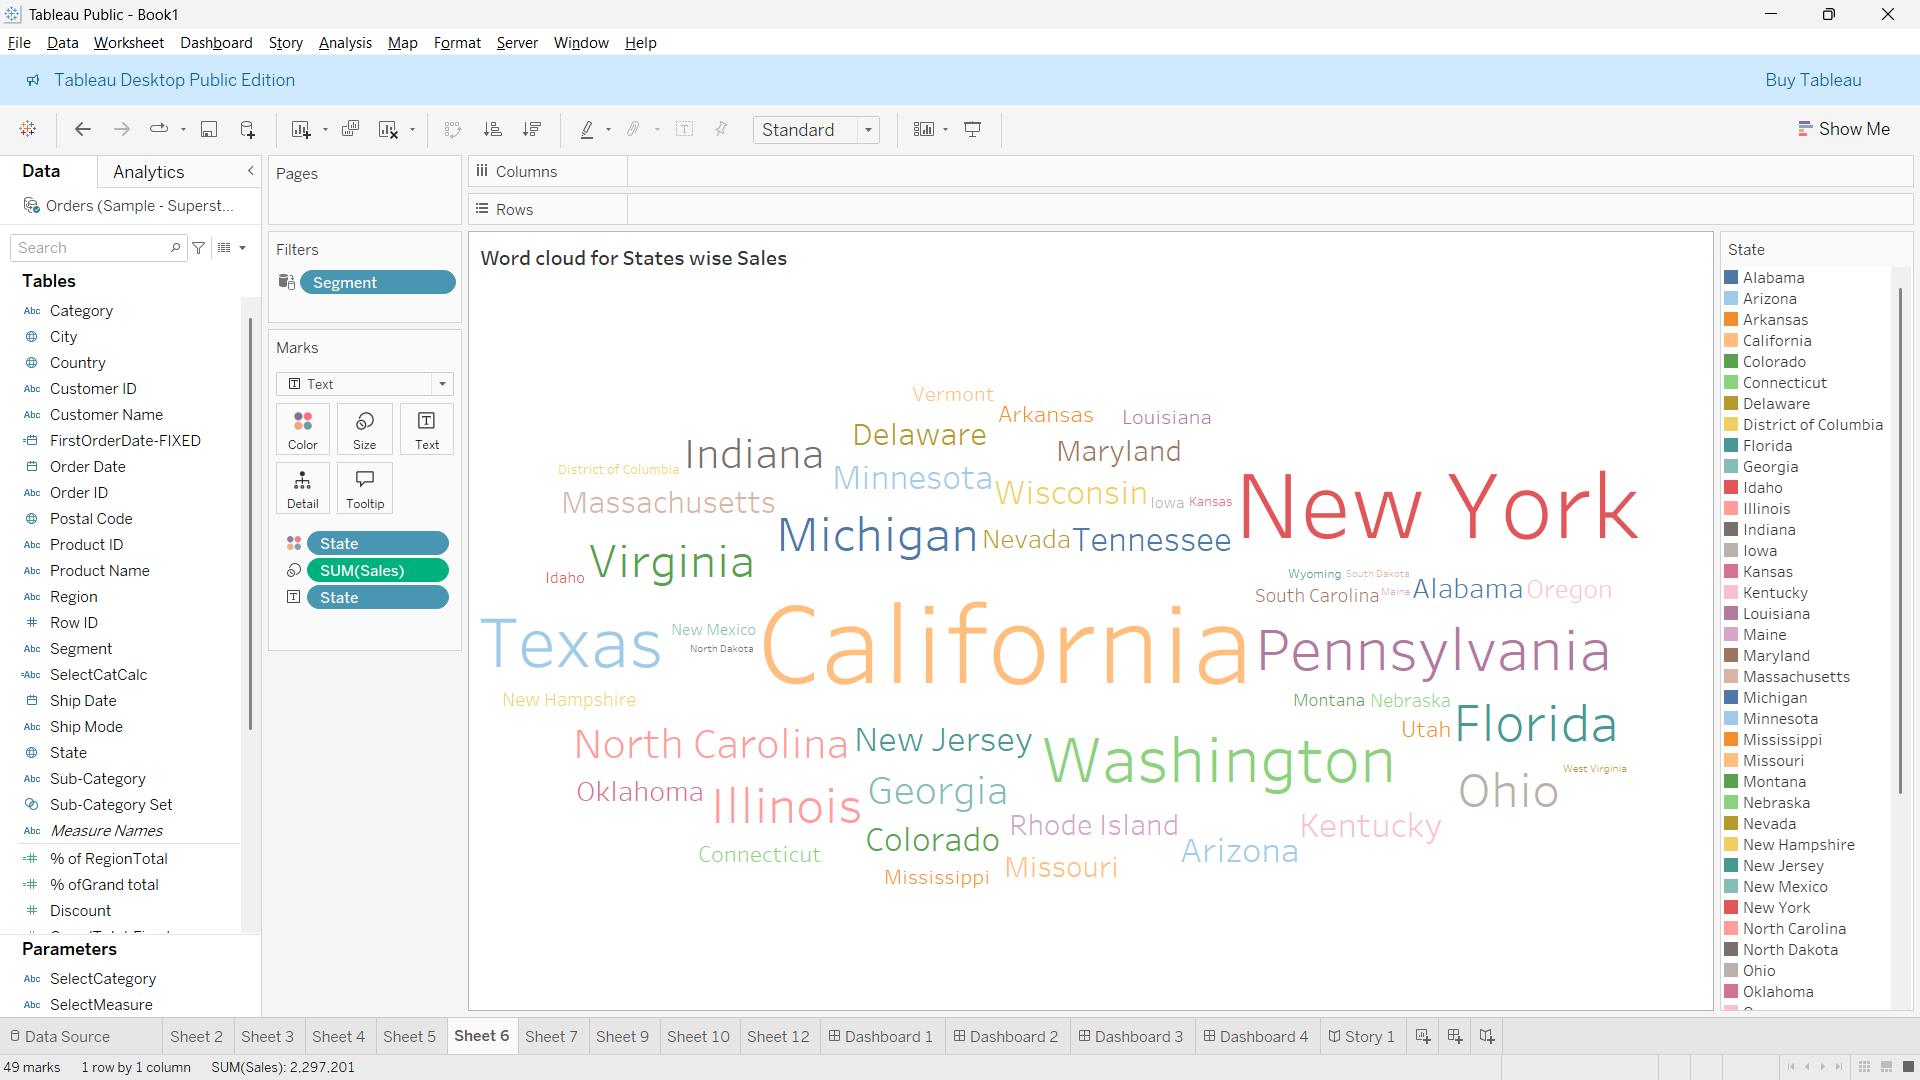 Tableau Public - Book1
File Data Worksheet Dashboard Story Analysis Map Format Server Window Help
Tableau Desktop Public Edition
Buy Tableau
Standard
Show Me
Data
Analytics
Orders (Sample - Superst...
Search
Tables
Abc Category
City
Country
Abc Customer ID
Abc Customer Name
FirstOrderDate-FIXED
Order Date
Abc Order ID
Postal Code
Abc Product ID
Abc Product Name
Abc Region
# Row ID
Abc Segment
=Abc SelectCatCalc
Ship Date
Abc Ship Mode
State
Abc Sub-Category
Sub-Category Set
Abc Measure Names
=# % of RegionTotal
=# % ofGrand total
# Discount
Parameters
Abc SelectCategory
Abc SelectMeasure
Pages
Filters
Segment
Marks
Text
Color
Size
Text
Detail
Tooltip
State
SUM(Sales)
State
Columns
Rows
Word cloud for States wise Sales
Vermont
Arkansas
Louisiana
Delaware
Indiana
Maryland
District of Columbia
Minnesota
Wisconsin
Massachusetts
Iowa
Kansas
New York
Michigan
Nevada
Tennessee
Virginia
Idaho
Wyoming
South Dakota
South Carolina
Maine
Alabama
Oregon
Texas
New Mexico
North Dakota
California
Pennsylvania
New Hampshire
Montana
Nebraska
Utah
Florida
North Carolina
New Jersey
Washington
West Virginia
Oklahoma
Illinois
Georgia
Ohio
Colorado
Rhode Island
Kentucky
Connecticut
Arizona
Mississippi
Missouri
State
Alabama
Arizona
Arkansas
California
Colorado
Connecticut
Delaware
District of Columbia
Florida
Georgia
Idaho
Illinois
Indiana
Iowa
Kansas
Kentucky
Louisiana
Maine
Maryland
Massachusetts
Michigan
Minnesota
Mississippi
Missouri
Montana
Nebraska
Nevada
New Hampshire
New Jersey
New Mexico
New York
North Carolina
North Dakota
Ohio
Oklahoma
Data Source
Sheet 2
Sheet 3
Sheet 4
Sheet 5
Sheet 6
Sheet 7
Sheet 9
Sheet 10
Sheet 12
Dashboard 1
Dashboard 2
Dashboard 3
Dashboard 4
Story 1
49 marks
1 row by 1 column
SUM(Sales): 2,297,201